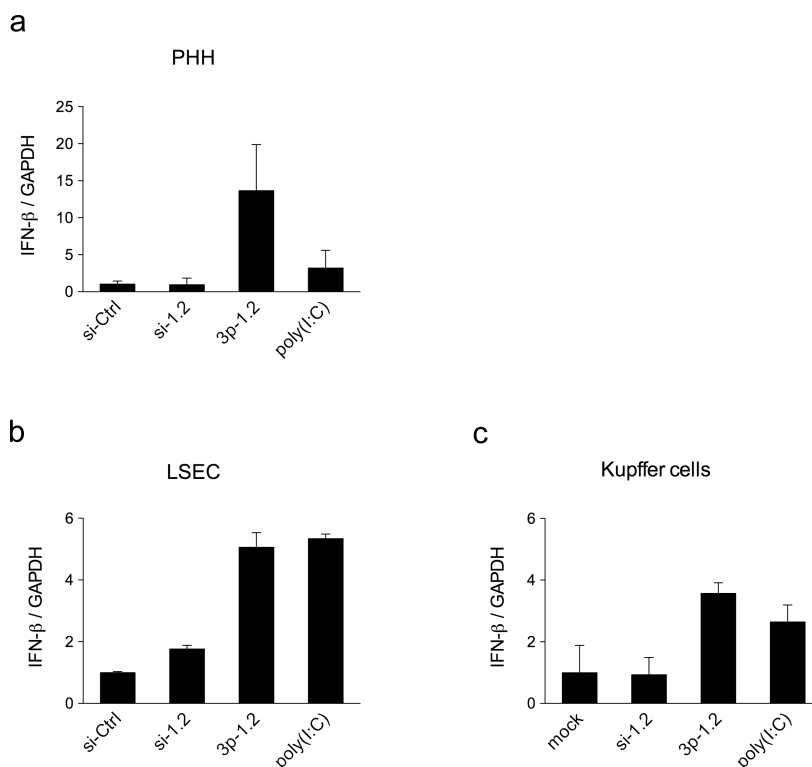 a
PHH
25
20
15
10
5
0
IFN-β / GAPDH
si-Ctrl
si-1.2
3p-1.2
poly(I:C)
b
LSEC
6
4
2
0
IFN-β / GAPDH
si-Ctrl
si-1.2
3p-1.2
poly(I:C)
c
Kupffer cells
6
4
2
0
IFN-β / GAPDH
mock
si-1.2
3p-1.2
poly(I:C)